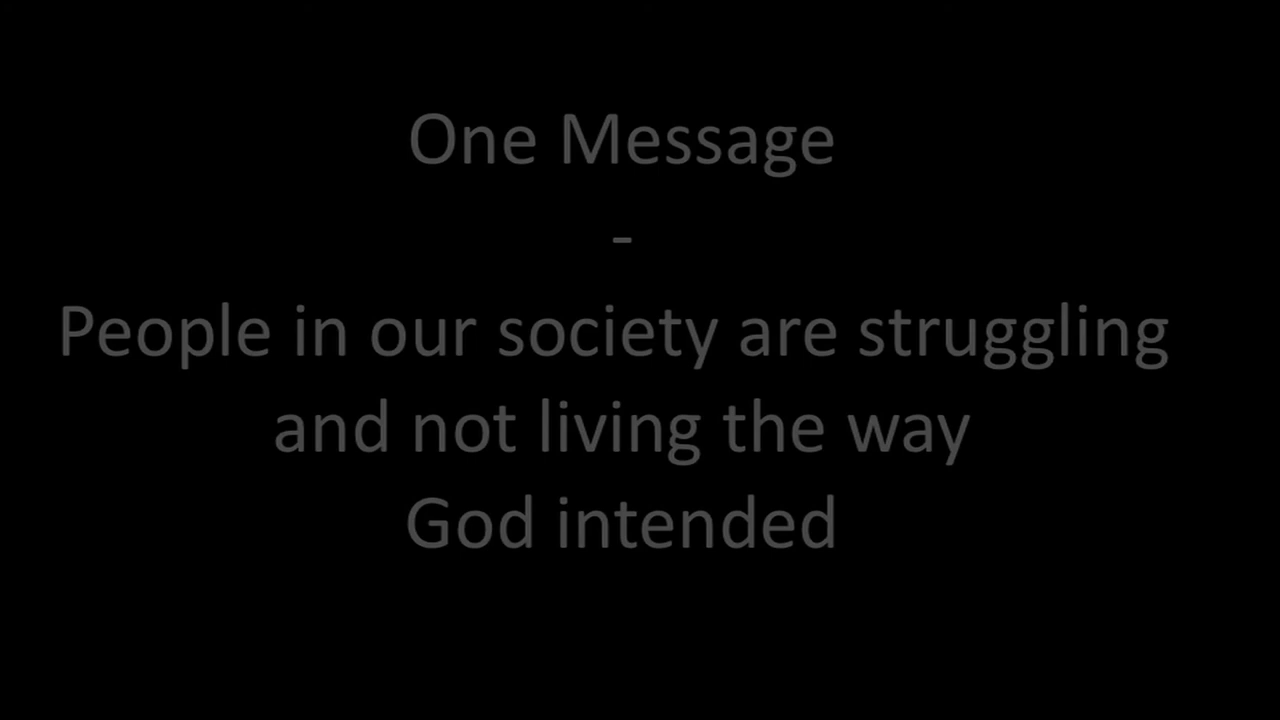 One Message
-
People in our society are struggling
and not living the way
God intended